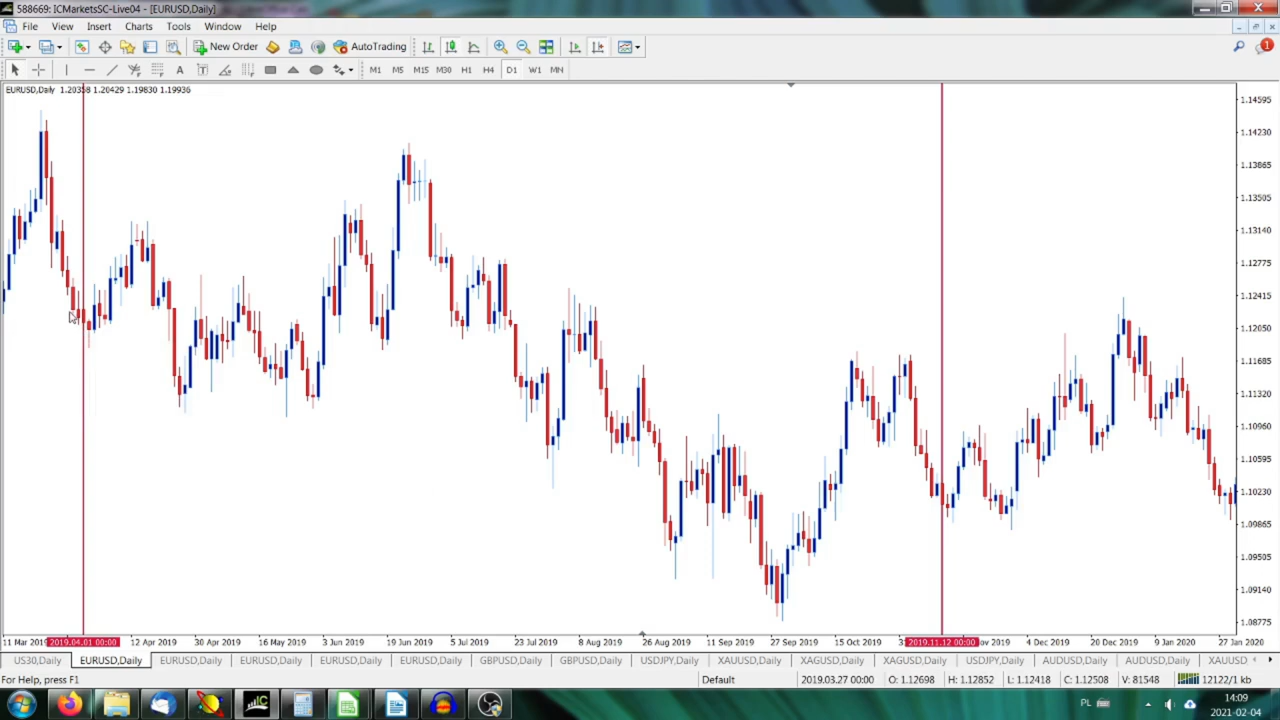 588669: ICMarketsSC-Live04 - [EURUSD,Daily]
File View Insert Charts Tools Window Help
New Order AutoTrading 1
A T M1 M5 M15 M30 H1 H4 D1 W1 MN
EURUSD,Daily 1.20358 1.20429 1.19830 1.19936
1.14595
1.14230
1.13865
1.13505
1.13140
1.12775
1.12415
1.12050
1.11685
1.11320
1.10960
1.10595
1.10230
1.09865
1.09505
1.09140
1.08775
11 Mar 2019 2019.04.01 00:00 12 Apr 2019 30 Apr 2019 16 May 2019 3 Jun 2019 19 Jun 2019 5 Jul 2019 23 Jul 2019 8 Aug 2019 26 Aug 2019 11 Sep 2019 27 Sep 2019 15 Oct 2019 2019.11.12 00:00 ov 2019 4 Dec 2019 20 Dec 2019 9 Jan 2020 27 Jan 2020
US30,Daily EURUSD,Daily EURUSD,Daily EURUSD,Daily EURUSD,Daily EURUSD,Daily GBPUSD,Daily GBPUSD,Daily USDJPY,Daily XAUUSD,Daily XAGUSD,Daily XAGUSD,Daily USDJPY,Daily AUDUSD,Daily AUDUSD,Daily XAUUSD
For Help, press F1 Default 2019.03.27 00:00 O: 1.12698 H: 1.12852 L: 1.12418 C: 1.12508 V: 81548 12122/1 kb
PL 14:09
2021-02-04